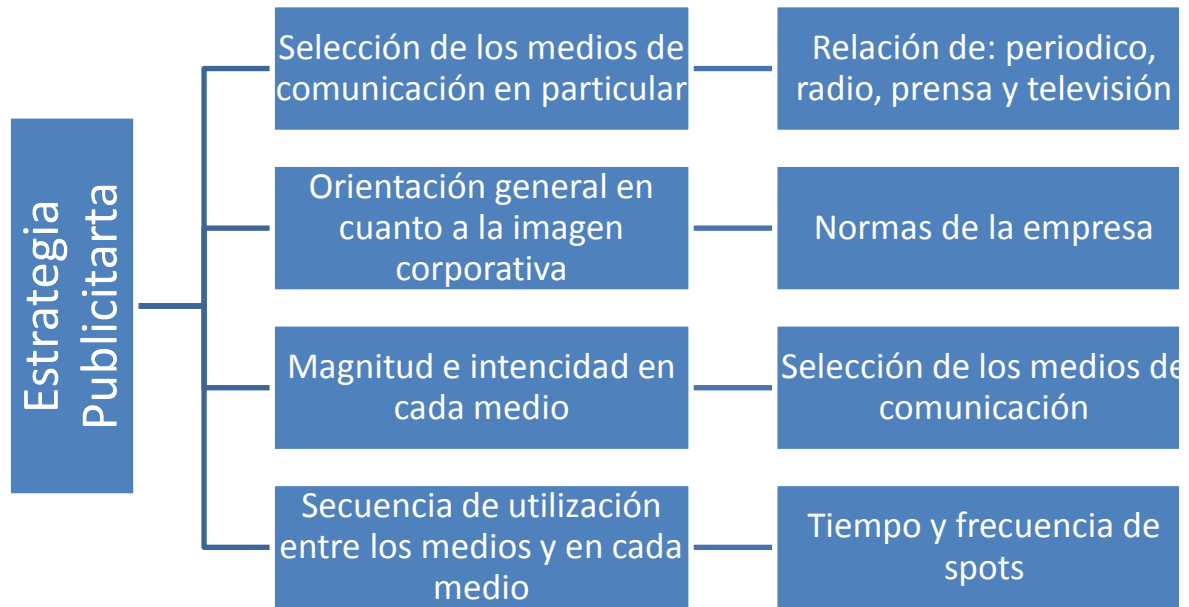 Estrategia
Publicitarta
Selección de los medios de
comunicación en particular
Relación de: periodico,
radio, prensa y televisión
Orientación general en
cuanto a la imagen
corporativa
Normas de la empresa
Magnitud e intencidad en
cada medio
Selección de los medios de
comunicación
Secuencia de utilización
entre los medios y en cada
medio
Tiempo y frecuencia de
spots